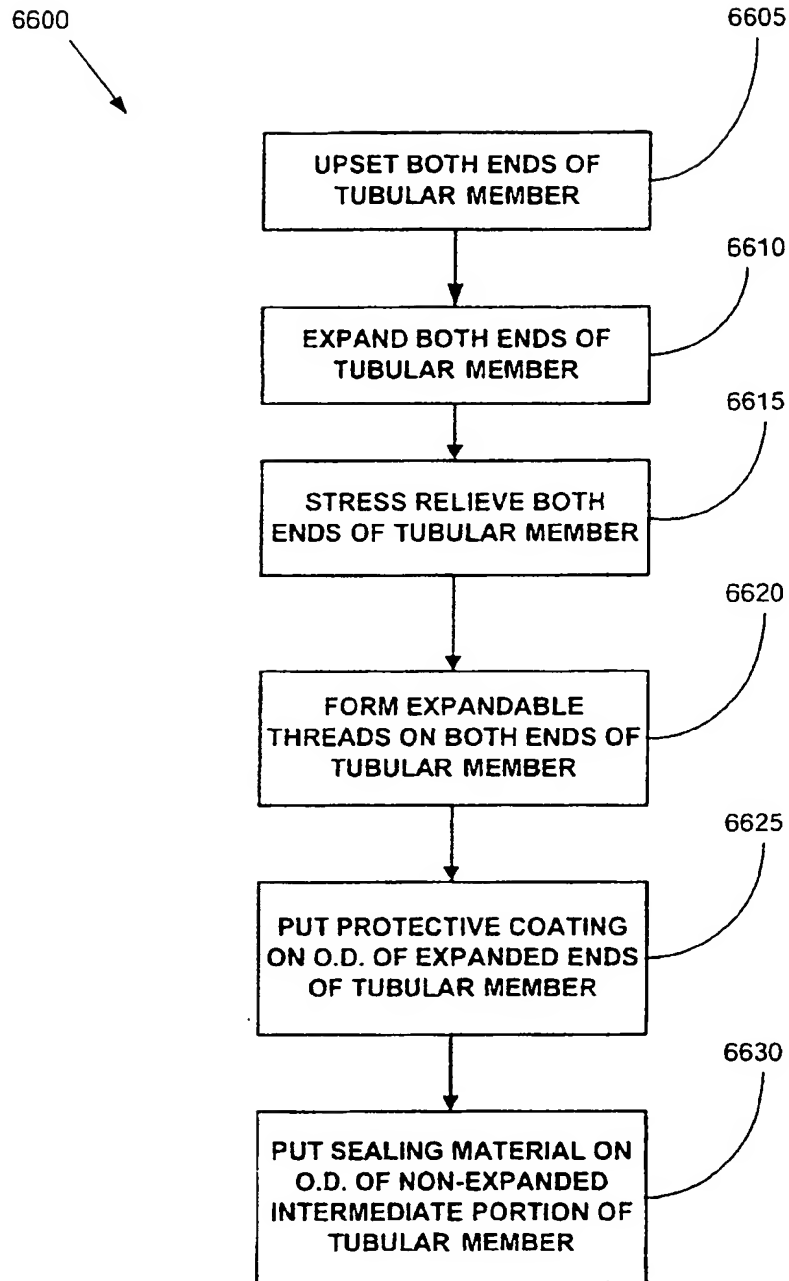 6600
6605
UPSET BOTH ENDS OF
TUBULAR MEMBER
6610
EXPAND BOTH ENDS OF
TUBULAR MEMBER
6615
STRESS RELIEVE BOTH
ENDS OF TUBULAR MEMBER
6620
FORM EXPANDABLE
THREADS ON BOTH ENDS OF
TUBULAR MEMBER
6625
PUT PROTECTIVE COATING
ON O.D. OF EXPANDED ENDS
OF TUBULAR MEMBER
6630
PUT SEALING MATERIAL ON
O.D. OF NON-EXPANDED
INTERMEDIATE PORTION OF
TUBULAR MEMBER